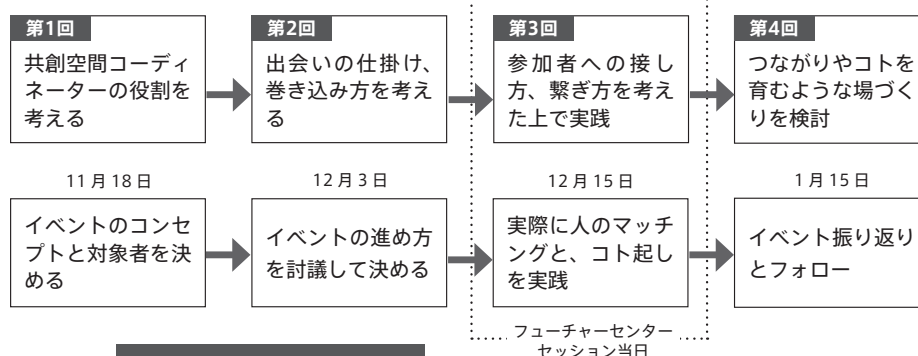 第1回
共創空間コーディ
ネーターの役割を
考える
第2回
出会いの仕掛け、
巻き込み方を考え
る
第3回
参加者への接し
方、繋ぎ方を考え
た上で実践
第4回
つながりやコトを
育むような場づく
りを検討
11月18日
12月3日
12月15日
1月15日
イベントのコンセ
プトと対象者を決
める
イベントの進め方
を討議して決める
実際に人のマッチ
ングと、コト起し
を実践
イベント振り返り
とフォロー
フューチャーセンター
セッション当日